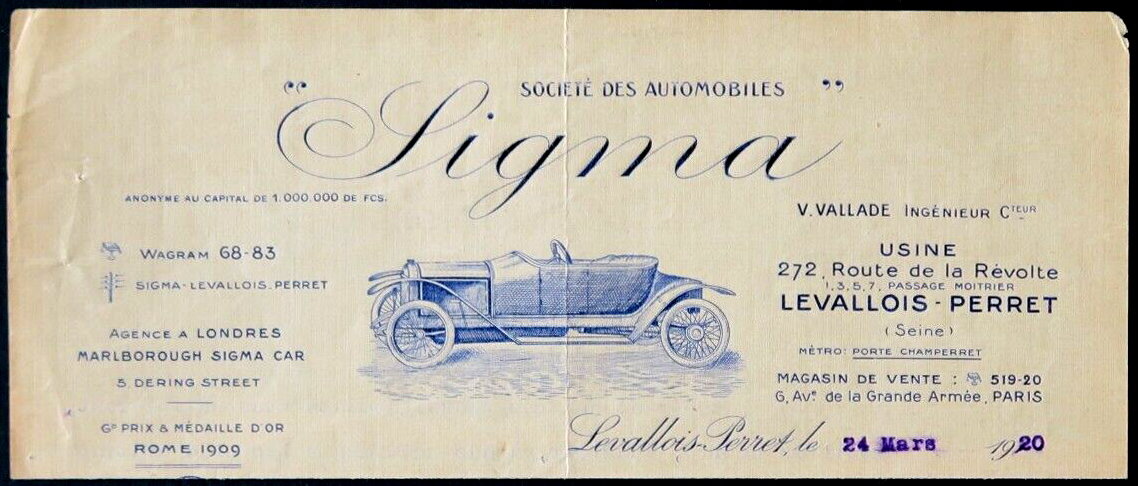 SOCIETÉ DES AUTOMOBILES
“Sigma”
ANONYME AU CAPITAL DE 1.000.000 DE FCS.
WAGRAM 68-83
SIGMA-LEVALLOIS.PERRET
AGENCE A LONDRES
MARLBOROUGH SIGMA CAR
5. DERING STREET
Gᴰ PRIX & MÉDAILLE D'OR
ROME 1909
V. VALLADE INGÉNIEUR Cᵀᴱᵁᴿ
USINE
272, Route de la Révolte
1,3,5,7, PASSAGE MOITRIER
LEVALLOIS-PERRET
(Seine)
MÉTRO: PORTE CHAMPERRET
MAGASIN DE VENTE : 519-20
6, Avᵉ de la Grande Armée, PARIS
Levallois-Perret, le 24 Mars 1920